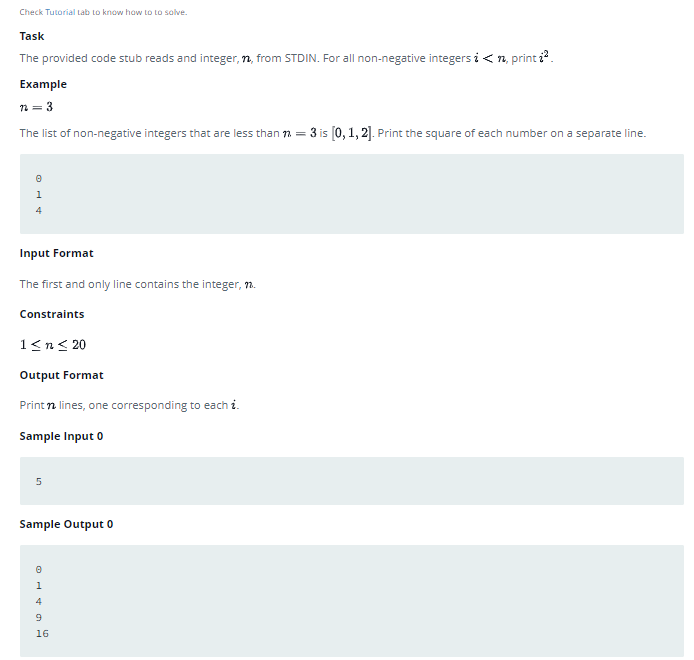 Check Tutorial tab to know how to to solve.
Task
The provided code stub reads and integer, n, from STDIN. For all non-negative integers i < n, print i².
Example
n = 3
The list of non-negative integers that are less than n = 3 is [0, 1, 2]. Print the square of each number on a separate line.
0
1
4
Input Format
The first and only line contains the integer, n.
Constraints
1 ≤ n ≤ 20
Output Format
Print n lines, one corresponding to each i.
Sample Input 0
5
Sample Output 0
0
1
4
9
16